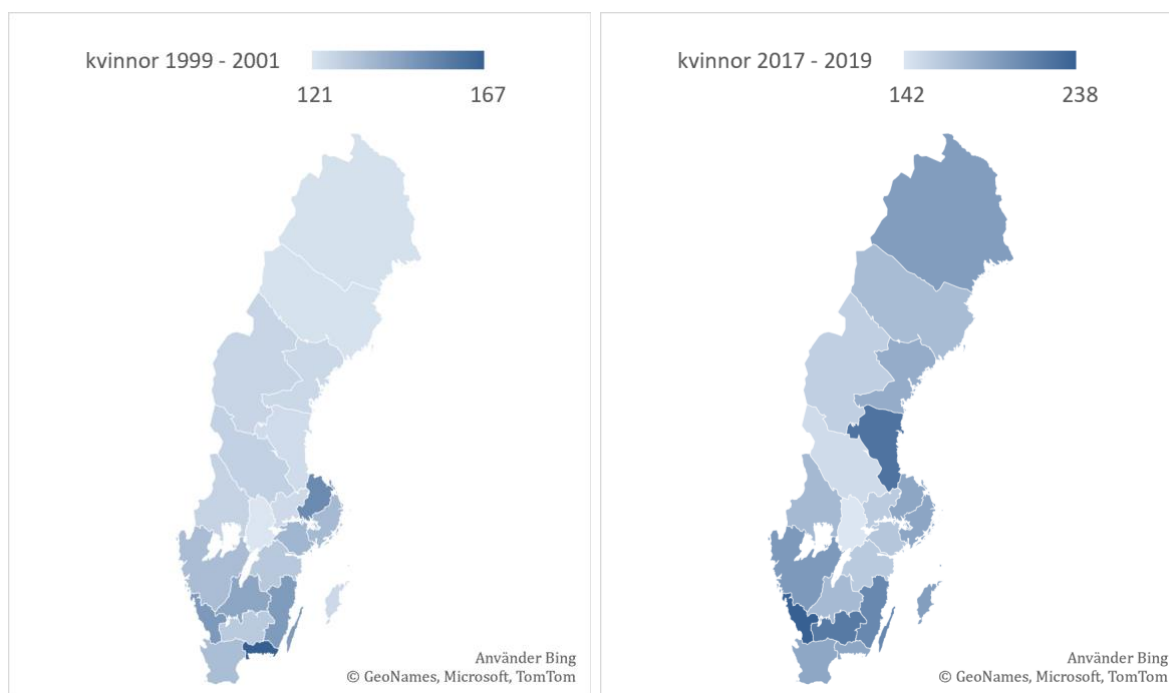 kvinnor 1999 - 2001
121 167
Använder Bing
© GeoNames, Microsoft, TomTom
kvinnor 2017 - 2019
142 238
Använder Bing
© GeoNames, Microsoft, TomTom